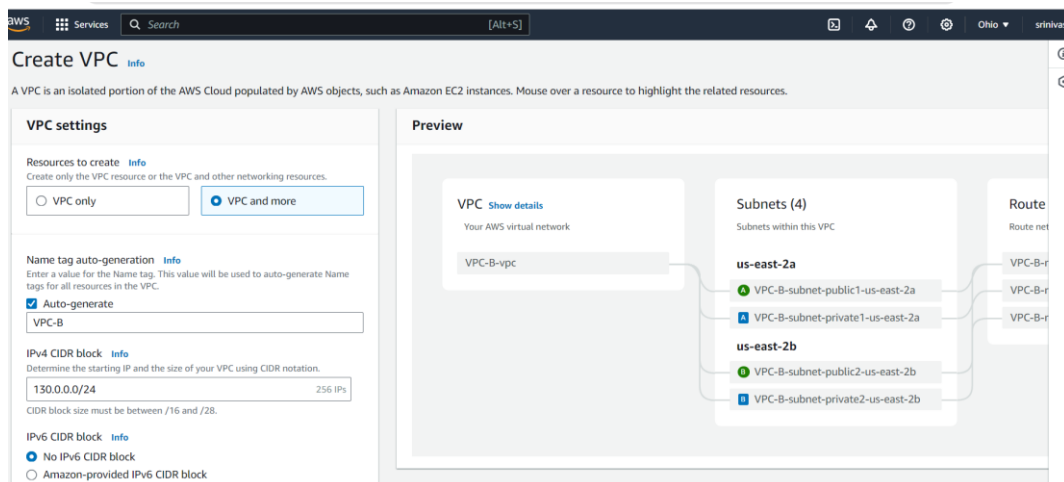 aws
Services
Search
[Alt+S]
Ohio
Create VPC Info
A VPC is an isolated portion of the AWS Cloud populated by AWS objects, such as Amazon EC2 instances. Mouse over a resource to highlight the related resources.
VPC settings
Resources to create Info
Create only the VPC resource or the VPC and other networking resources.
VPC only
VPC and more
Name tag auto-generation Info
Enter a value for the Name tag. This value will be used to auto-generate Name
tags for all resources in the VPC.
Auto-generate
VPC-B
IPv4 CIDR block Info
Determine the starting IP and the size of your VPC using CIDR notation.
130.0.0.0/24
256 IPs
CIDR block size must be between /16 and /28.
IPv6 CIDR block Info
No IPv6 CIDR block
Amazon-provided IPv6 CIDR block
Preview
VPC Show details
Your AWS virtual network
VPC-B-vpc
Subnets (4)
Subnets within this VPC
us-east-2a
A VPC-B-subnet-public1-us-east-2a
A VPC-B-subnet-private1-us-east-2a
us-east-2b
B VPC-B-subnet-public2-us-east-2b
B VPC-B-subnet-private2-us-east-2b
Route
Route net
VPC-B-r
VPC-B-r
VPC-B-r